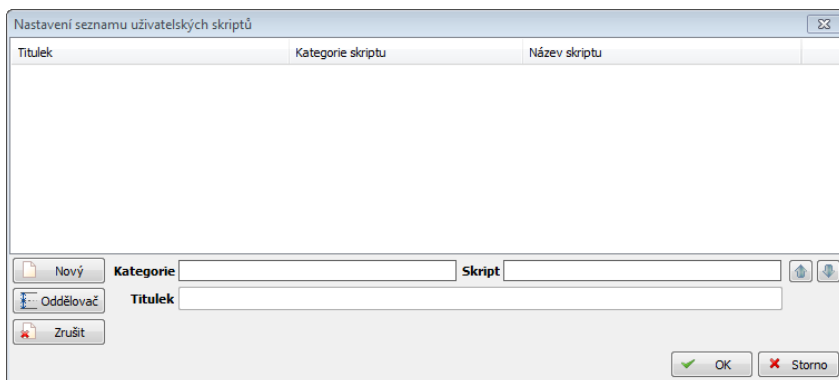 Nastavení seznamu uživatelských skriptů
Titulek Kategorie skriptu Název skriptu
Nový Kategorie Skript
Oddělovač Titulek
Zrušit
OK Storno